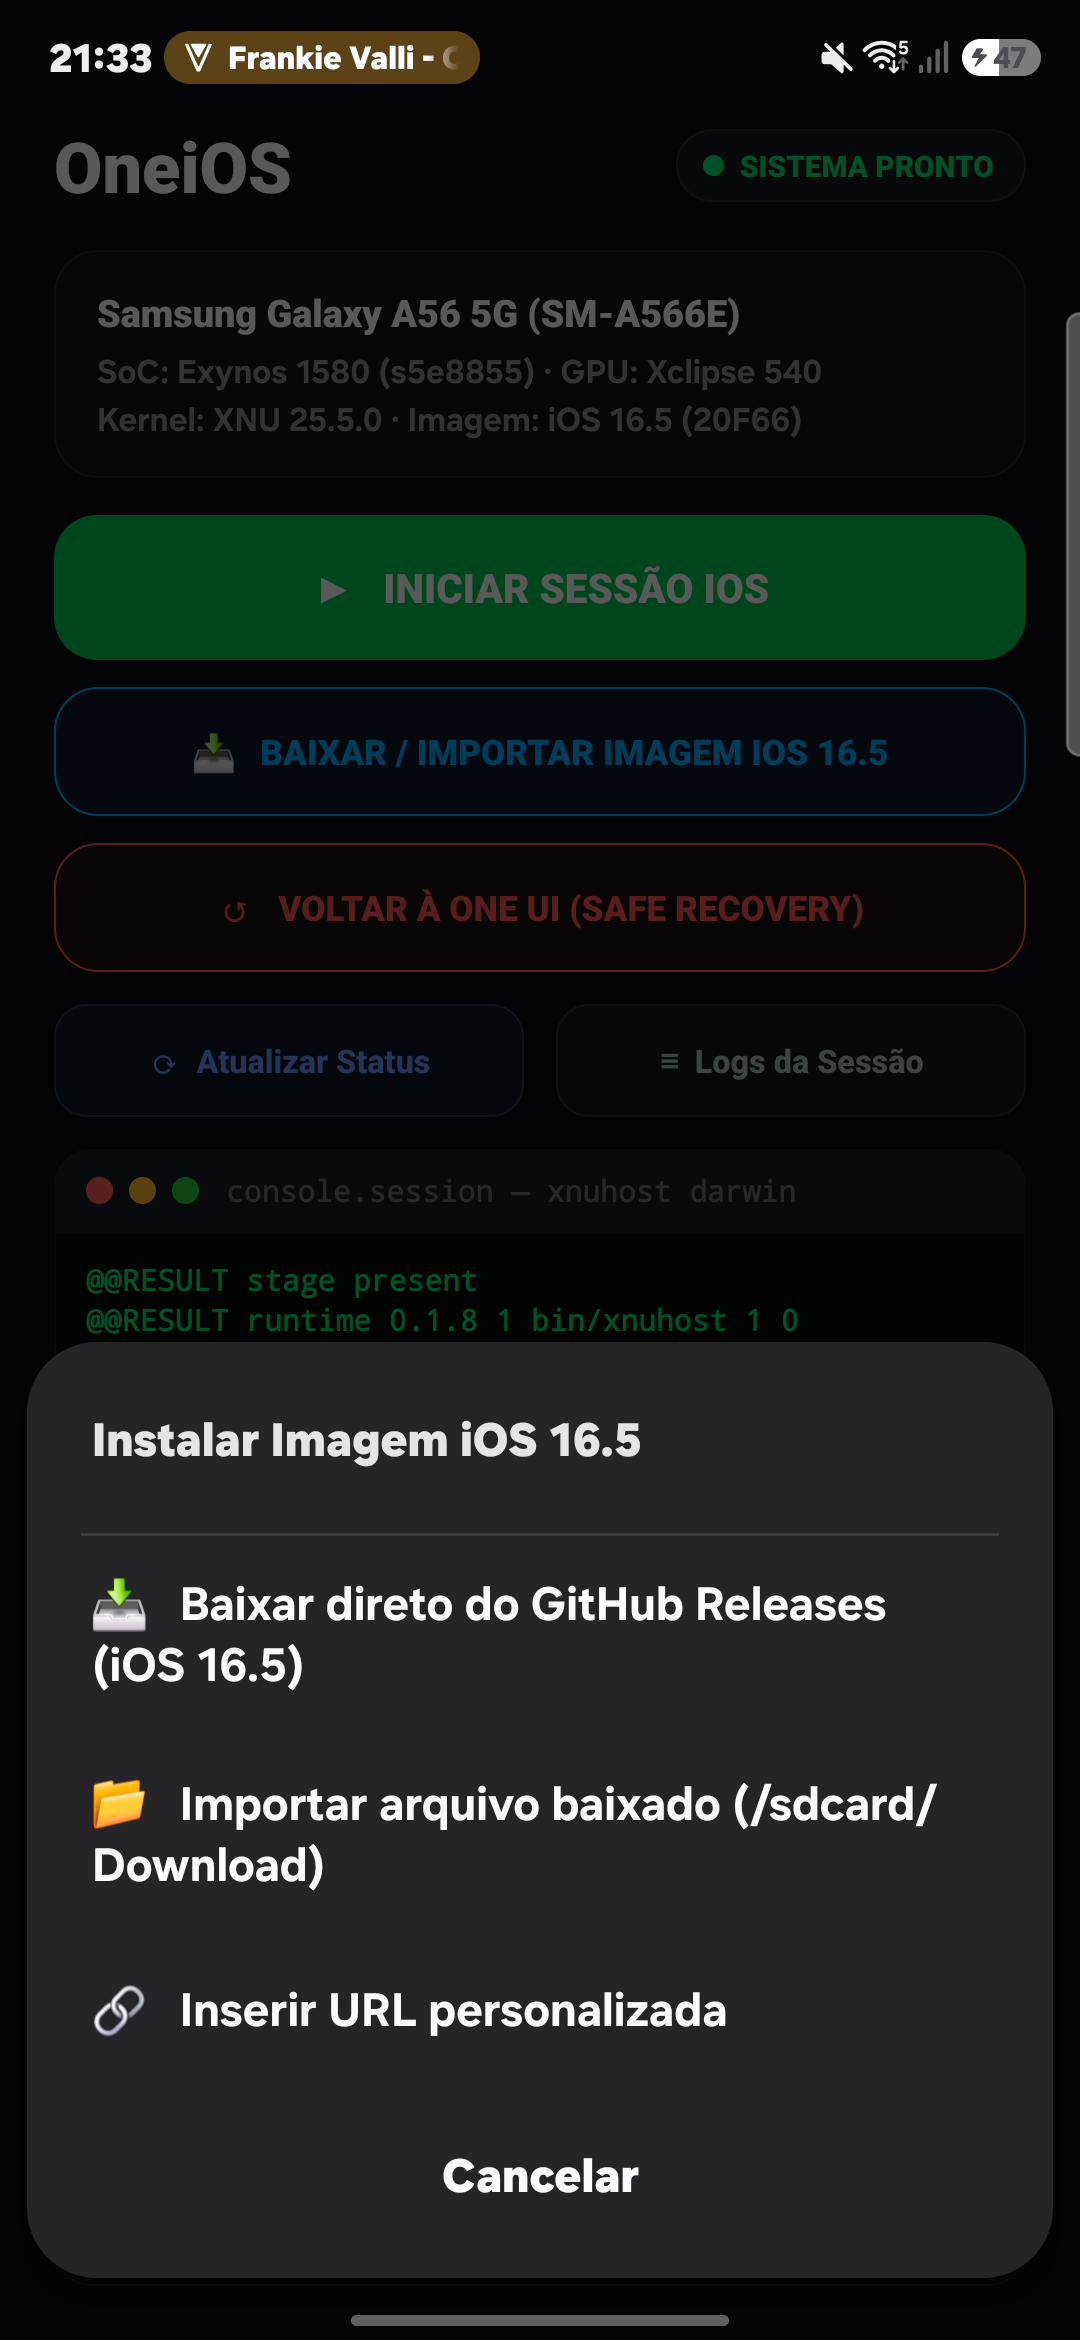 21:33
Frankie Valli -
5
47
OneiOS
SISTEMA PRONTO
Samsung Galaxy A56 5G (SM-A566E)
SoC: Exynos 1580 (s5e8855) · GPU: Xclipse 540
Kernel: XNU 25.5.0 · Imagem: iOS 16.5 (20F66)
▶ INICIAR SESSÃO IOS
BAIXAR / IMPORTAR IMAGEM IOS 16.5
↺ VOLTAR À ONE UI (SAFE RECOVERY)
⟳ Atualizar Status
≡ Logs da Sessão
console.session — xnuhost darwin
@@RESULT stage present
@@RESULT runtime 0.1.8 1 bin/xnuhost 1 0
Instalar Imagem iOS 16.5
Baixar direto do GitHub Releases
(iOS 16.5)
Importar arquivo baixado (/sdcard/
Download)
Inserir URL personalizada
Cancelar